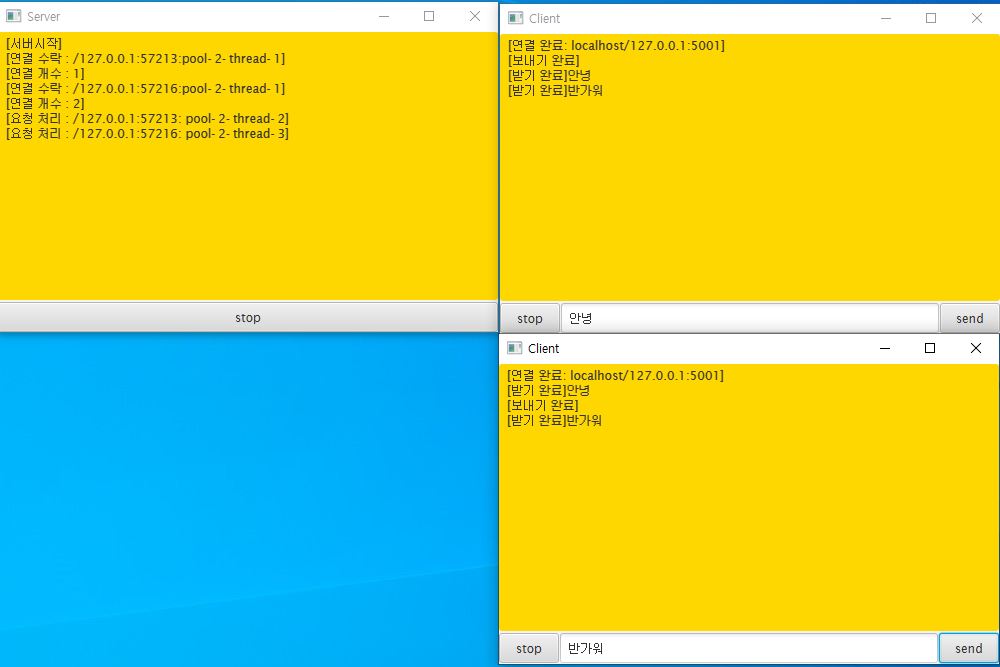 Server
[서버시작]
[연결 수락 : /127.0.0.1:57213:pool-2-thread-1]
[연결 개수 : 1]
[연결 수락 : /127.0.0.1:57216:pool-2-thread-1]
[연결 개수 : 2]
[요청 처리 : /127.0.0.1:57213: pool-2-thread-2]
[요청 처리 : /127.0.0.1:57216: pool-2-thread-3]
stop
Client
[연결 완료: localhost/127.0.0.1:5001]
[보내기 완료]
[받기 완료]안녕
[받기 완료]반가워
stop 안녕 send
Client
[연결 완료: localhost/127.0.0.1:5001]
[받기 완료]안녕
[보내기 완료]
[받기 완료]반가워
stop 반가워 send